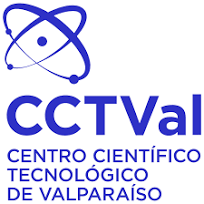 CCTVal
CENTRO CIENTÍFICO
TECNOLÓGICO
DE VALPARAÍSO